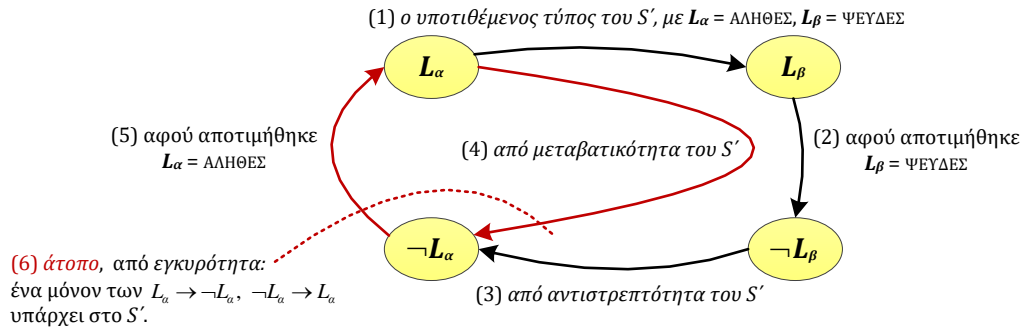 (1) ο υποτιθέμενος τύπος του S΄, με Lα = ΑΛΗΘΕΣ, Lβ = ΨΕΥΔΕΣ
Lα
Lβ
(5) αφού αποτιμήθηκε
Lα = ΑΛΗΘΕΣ
(4) από μεταβατικότητα του S΄
(2) αφού αποτιμήθηκε
Lβ = ΨΕΥΔΕΣ
¬Lα
¬Lβ
(6) άτοπο, από εγκυρότητα:
ένα μόνον των Lα → ¬Lα, ¬Lα → Lα
υπάρχει στο S΄.
(3) από αντιστρεπτότητα του S΄